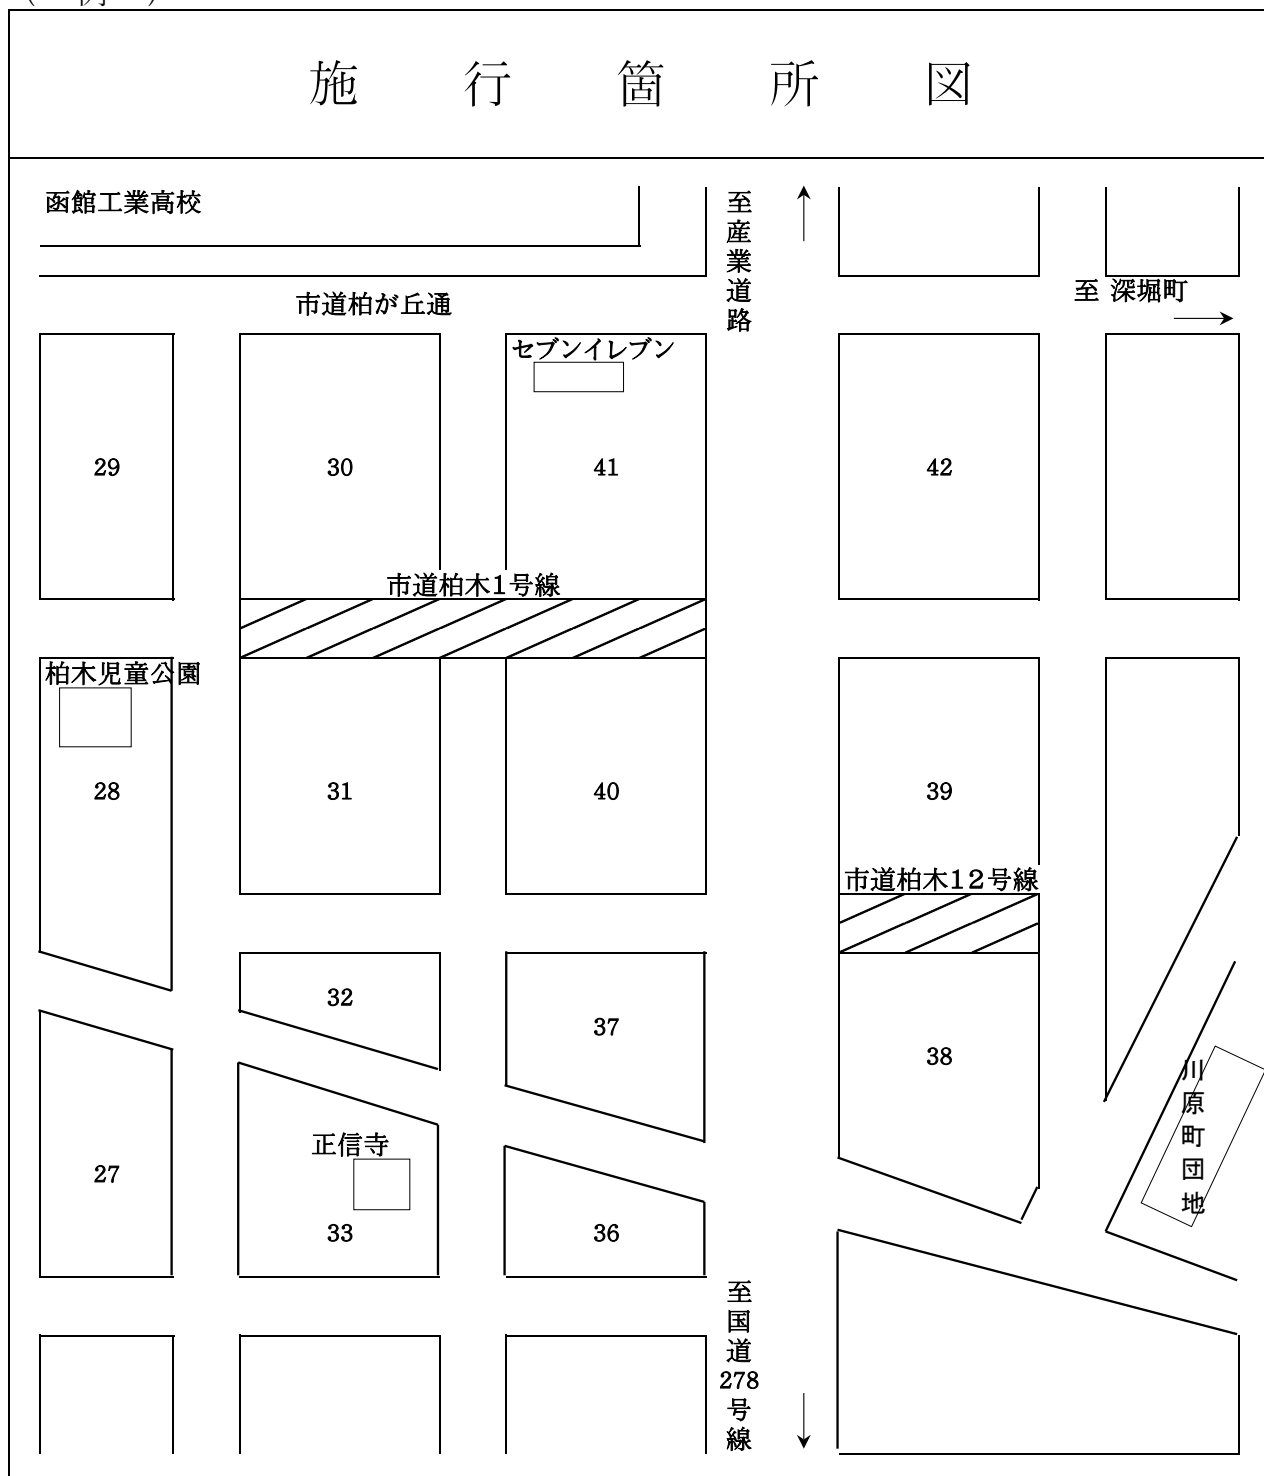 施行箇所図
函館工業高校
至産業道路
至 深堀町
市道柏が丘通
セブンイレブン
29
30
41
42
市道柏木1号線
柏木児童公園
28
31
40
39
市道柏木12号線
32
37
38
川原町団地
正信寺
27
33
36
至国道278号線